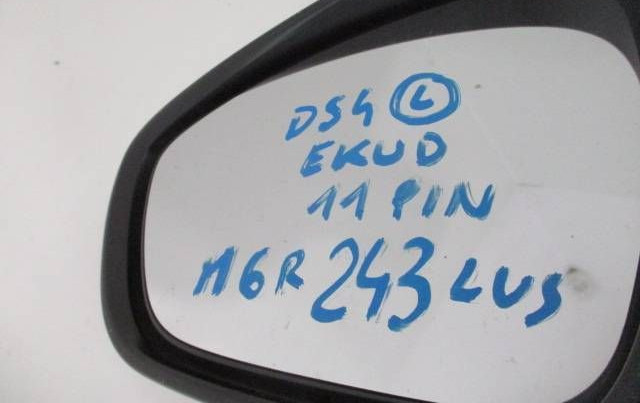 DS4 L
EKUD
11 PIN
M6R 243 LUS